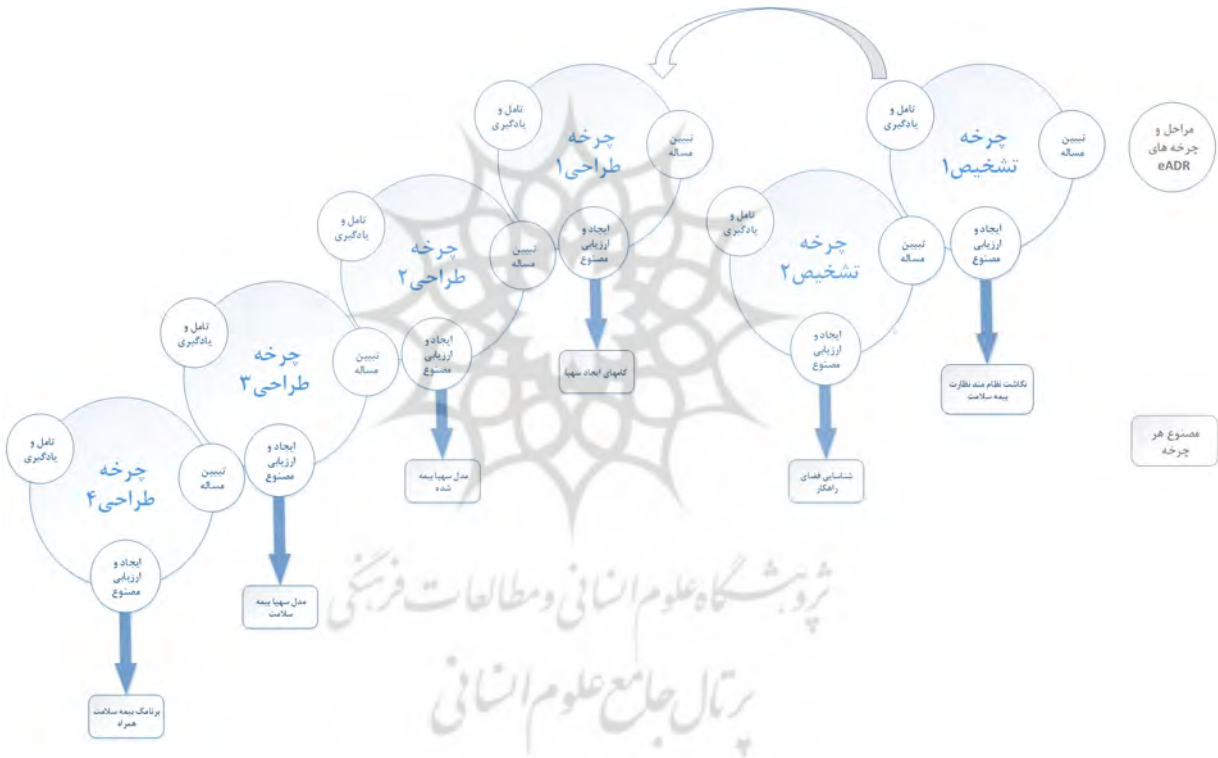 مراحل و
چرخه های
eADR
چرخه
تشخیص۱
تبیین
مساله
ایجاد و
ارزیابی
مصنوع
تامل و
یادگیری
نگاشت نظام مند نظارت
بیمه سلامت
چرخه
تشخیص۲
تبیین
مساله
ایجاد و
ارزیابی
مصنوع
تامل و
یادگیری
شناسایی فضای
راهکار
چرخه
طراحی۱
تبیین
مساله
ایجاد و
ارزیابی
مصنوع
تامل و
یادگیری
گامهای ایجاد سهپا
چرخه
طراحی۲
تبیین
مساله
ایجاد و
ارزیابی
مصنوع
تامل و
یادگیری
مدل سهپا بیمه
شده
چرخه
طراحی۳
تبیین
مساله
ایجاد و
ارزیابی
مصنوع
تامل و
یادگیری
مدل سهپا بیمه
سلامت
چرخه
طراحی۴
تبیین
مساله
ایجاد و
ارزیابی
مصنوع
تامل و
یادگیری
برنامک بیمه سلامت
همراه
مصنوع هر
چرخه
پژوهشگاه علوم انسانی و مطالعات فرهنگی
پرتال جامع علوم انسانی